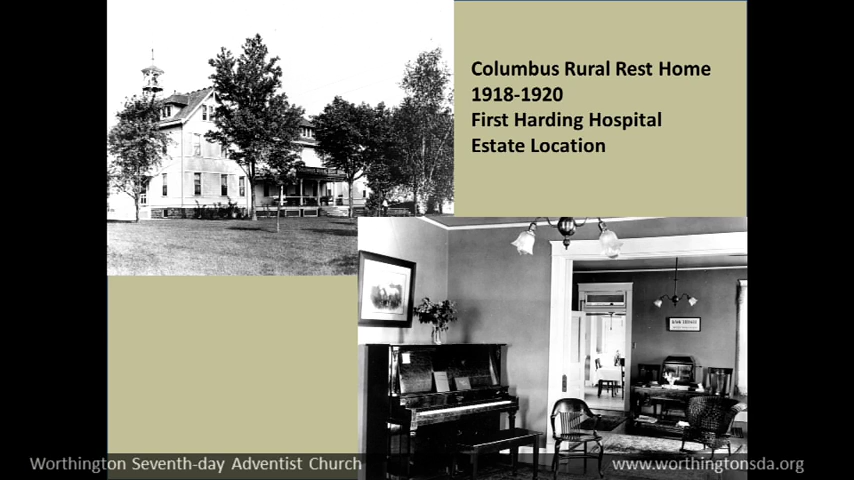 Columbus Rural Rest Home
1918-1920
First Harding Hospital
Estate Location
Worthington Seventh-day Adventist Church
www.worthingtonsda.org